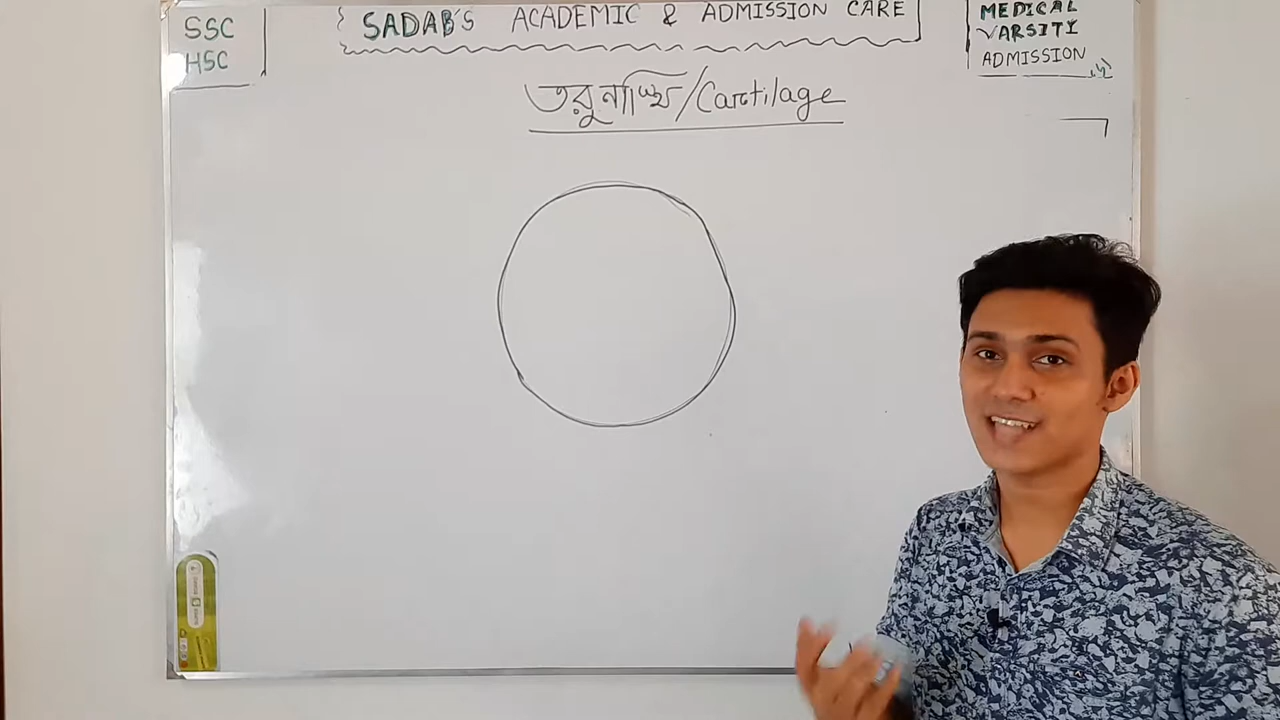 SSC
HSC
SADAB'S ACADEMIC & ADMISSION CARE
MEDICAL
VARSITY
ADMISSION
তরুনাস্থি/Cartilage